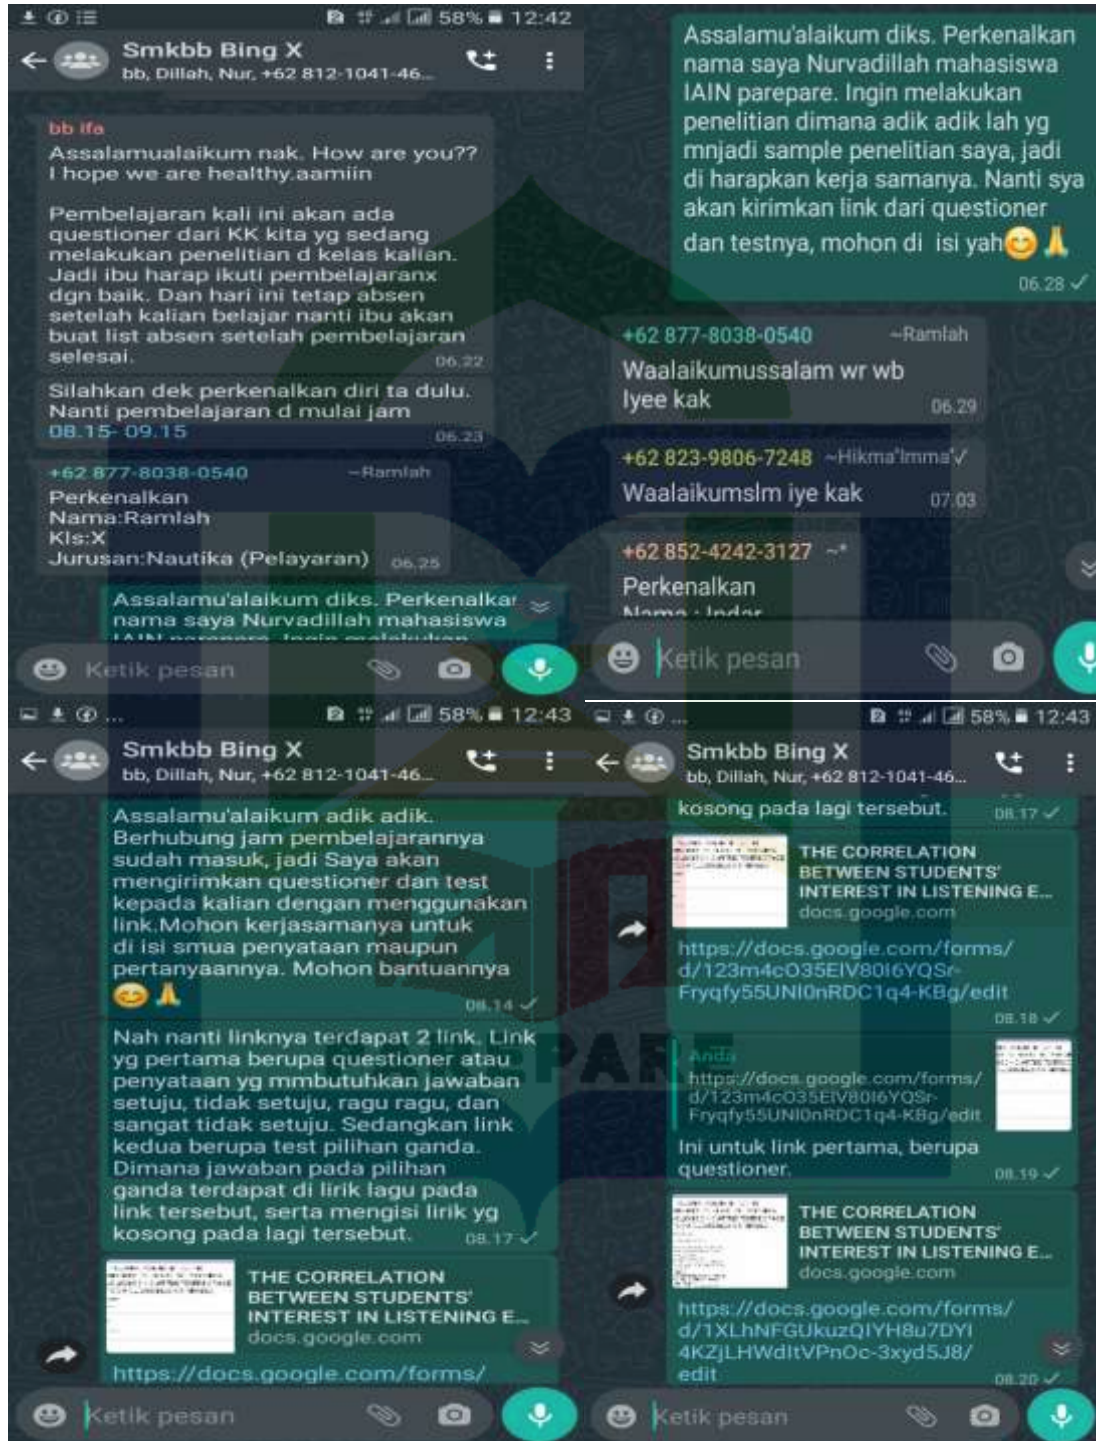 58% 12:42
Smkbb Bing X
bb, Dillah, Nur, +62 812-1041-46...
bb ifa
Assalamualaikum nak. How are you??
I hope we are healthy.aamiin
Pembelajaran kali ini akan ada
questioner dari KK kita yg sedang
melakukan penelitian d kelas kalian.
Jadi ibu harap ikuti pembelajaranx
dgn baik. Dan hari ini tetap absen
setelah kalian belajar nanti ibu akan
buat list absen setelah pembelajaran
selesai.
06.22
Silahkan dek perkenalkan diri ta dulu.
Nanti pembelajaran d mulai jam
08.15- 09.15
06.23
+62 877-8038-0540 ~Ramlah
Perkenalkan
Nama:Ramlah
Kls:X
Jurusan:Nautika (Pelayaran)
06.25
Assalamu'alaikum diks. Perkenalkan
nama saya Nurvadillah mahasiswa
IAIN parepare. Ingin melakukan
Ketik pesan
Assalamu'alaikum diks. Perkenalkan
nama saya Nurvadillah mahasiswa
IAIN parepare. Ingin melakukan
penelitian dimana adik adik lah yg
mnjadi sample penelitian saya, jadi
di harapkan kerja samanya. Nanti sya
akan kirimkan link dari questioner
dan testnya, mohon di isi yah😊🙏
06.28
+62 877-8038-0540 ~Ramlah
Waalaikumussalam wr wb
Iyee kak
06.29
+62 823-9806-7248 ~Hikma'Imma'√
Waalaikumslm iye kak
07.03
+62 852-4242-3127 ~*
Perkenalkan
Nama : Indar
Ketik pesan
58% 12:43
Smkbb Bing X
bb, Dillah, Nur, +62 812-1041-46...
Assalamu'alaikum adik adik.
Berhubung jam pembelajarannya
sudah masuk, jadi Saya akan
mengirimkan questioner dan test
kepada kalian dengan menggunakan
link.Mohon kerjasamanya untuk
di isi smua penyataan maupun
pertanyaannya. Mohon bantuannya
😊🙏
08.14
Nah nanti linknya terdapat 2 link. Link
yg pertama berupa questioner atau
penyataan yg mmbutuhkan jawaban
setuju, tidak setuju, ragu ragu, dan
sangat tidak setuju. Sedangkan link
kedua berupa test pilihan ganda.
Dimana jawaban pada pilihan
ganda terdapat di lirik lagu pada
link tersebut, serta mengisi lirik yg
kosong pada lagi tersebut.
08.17
THE CORRELATION
BETWEEN STUDENTS'
INTEREST IN LISTENING E...
docs.google.com
https://docs.google.com/forms/
Ketik pesan
58% 12:43
Smkbb Bing X
bb, Dillah, Nur, +62 812-1041-46...
kosong pada lagi tersebut.
08.17
THE CORRELATION
BETWEEN STUDENTS'
INTEREST IN LISTENING E...
docs.google.com
https://docs.google.com/forms/
d/123m4cO35EIV80I6YQSr-
Fryqfy55UNl0nRDC1q4-KBg/edit
08.18
Anda
https://docs.google.com/forms/
d/123m4cO35EIV80I6YQSr-
Fryqfy55UNl0nRDC1q4-KBg/edit
Ini untuk link pertama, berupa
questioner.
08.19
THE CORRELATION
BETWEEN STUDENTS'
INTEREST IN LISTENING E...
docs.google.com
https://docs.google.com/forms/
d/1XLhNFGUkuzQIYH8u7DYl
4KZjLHWdItVPnOc-3xyd5J8/
edit
08.20
Ketik pesan
PAREPARE